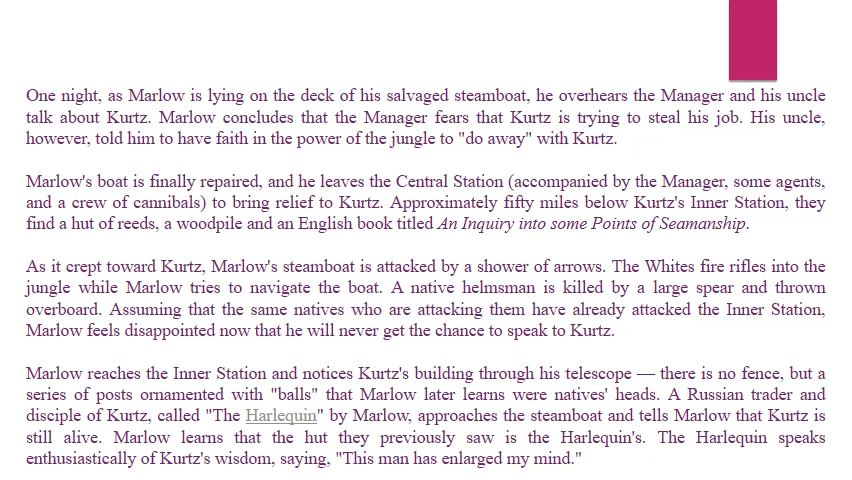 One night, as Marlow is lying on the deck of his salvaged steamboat, he overhears the Manager and his uncle
talk about Kurtz. Marlow concludes that the Manager fears that Kurtz is trying to steal his job. His uncle,
however, told him to have faith in the power of the jungle to "do away" with Kurtz.
Marlow's boat is finally repaired, and he leaves the Central Station (accompanied by the Manager, some agents,
and a crew of cannibals) to bring relief to Kurtz. Approximately fifty miles below Kurtz's Inner Station, they
find a hut of reeds, a woodpile and an English book titled An Inquiry into some Points of Seamanship.
As it crept toward Kurtz, Marlow's steamboat is attacked by a shower of arrows. The Whites fire rifles into the
jungle while Marlow tries to navigate the boat. A native helmsman is killed by a large spear and thrown
overboard. Assuming that the same natives who are attacking them have already attacked the Inner Station,
Marlow feels disappointed now that he will never get the chance to speak to Kurtz.
Marlow reaches the Inner Station and notices Kurtz's building through his telescope — there is no fence, but a
series of posts ornamented with "balls" that Marlow later learns were natives' heads. A Russian trader and
disciple of Kurtz, called "The Harlequin" by Marlow, approaches the steamboat and tells Marlow that Kurtz is
still alive. Marlow learns that the hut they previously saw is the Harlequin's. The Harlequin speaks
enthusiastically of Kurtz's wisdom, saying, "This man has enlarged my mind."